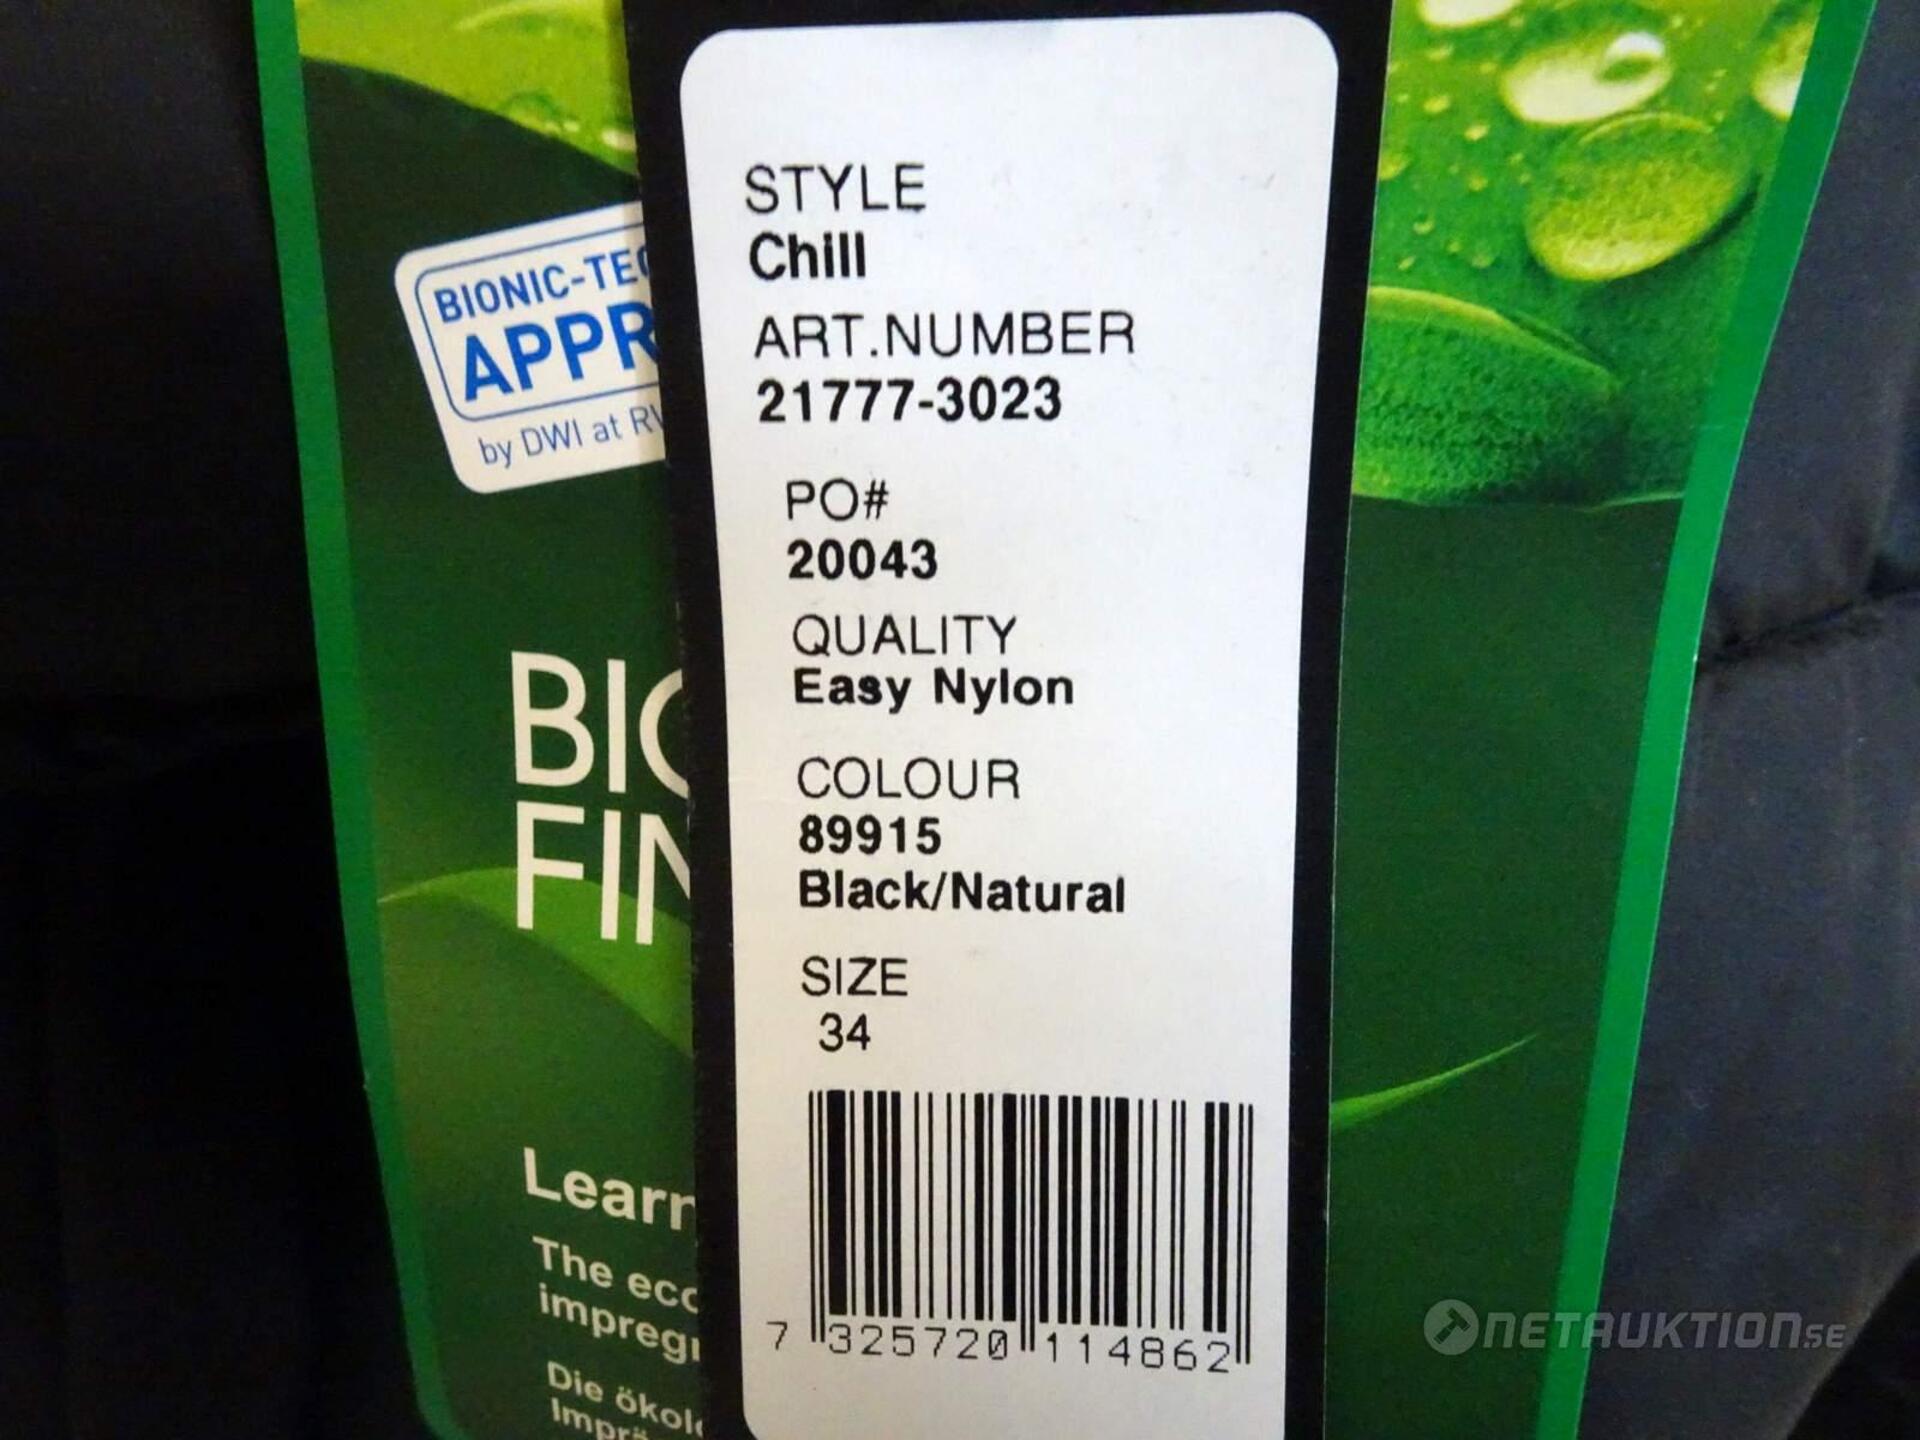 STYLE
Chill
ART.NUMBER
21777-3023
PO#
20043
QUALITY
Easy Nylon
COLOUR
89915
Black/Natural
SIZE
34
7 325720 114862
BIONIC-TEC
APPR
by DWI at RW
BIO
FIN
Learn
The eco
impregn
Die ökolo
Imprä
NETAUKTION.SE